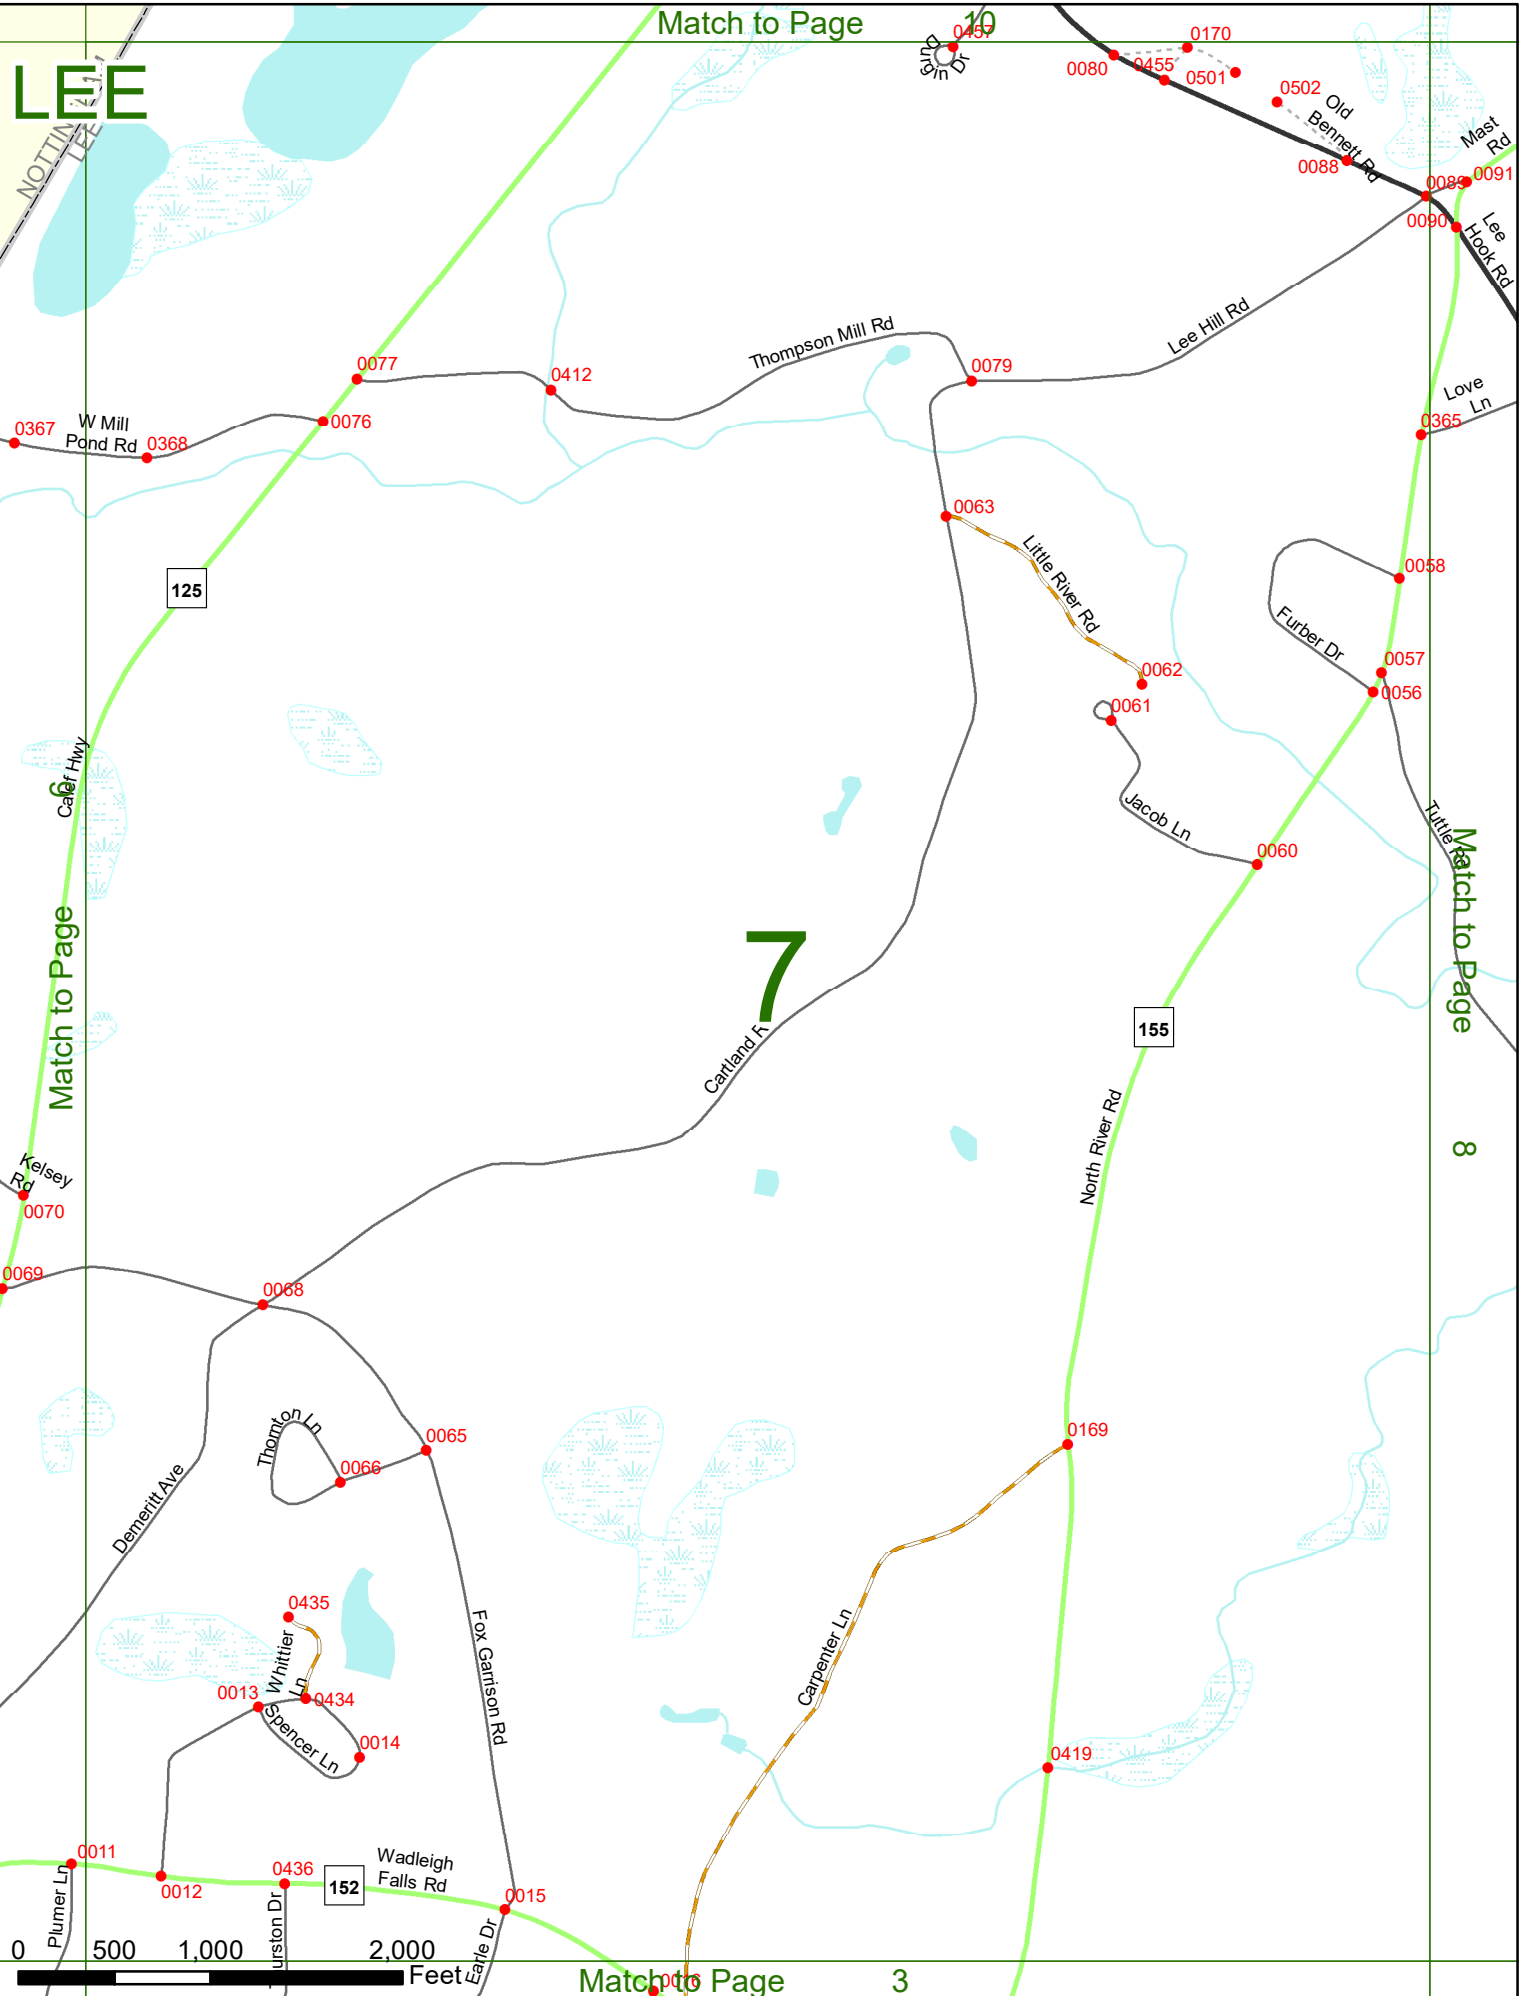 Match to Page
10
LEE
NOTTIN
LEE
Durgin Dr
0457
0170
0080
0455
0501
0502
Old
Bennett Rd
Mast
Rd
0088
0089
0091
0090
Lee
Hook Rd
Thompson Mill Rd
Lee Hill Rd
0077
0412
0079
Love
Ln
W Mill
Pond Rd
0367
0368
0076
0365
0063
Little River Rd
125
0058
Furber Dr
0062
0057
0056
0061
Calef Hwy
6
Jacob Ln
Tuttle Rd
0060
Match to Page
Match to Page
8
7
Cartland R
155
North River Rd
Kelsey
Rd
0070
0069
0068
Thornton Ln
0065
0066
0169
Demeritt Ave
0435
Whittier
Ln
Fox Garrison Rd
Carpenter Ln
0013
0434
Spencer Ln
0014
0419
0011
Wadleigh
Falls Rd
0436
0012
152
0015
Plumer Ln
urston Dr
Earle Dr
0 500 1,000 2,000
Feet
0016
Match to Page
3